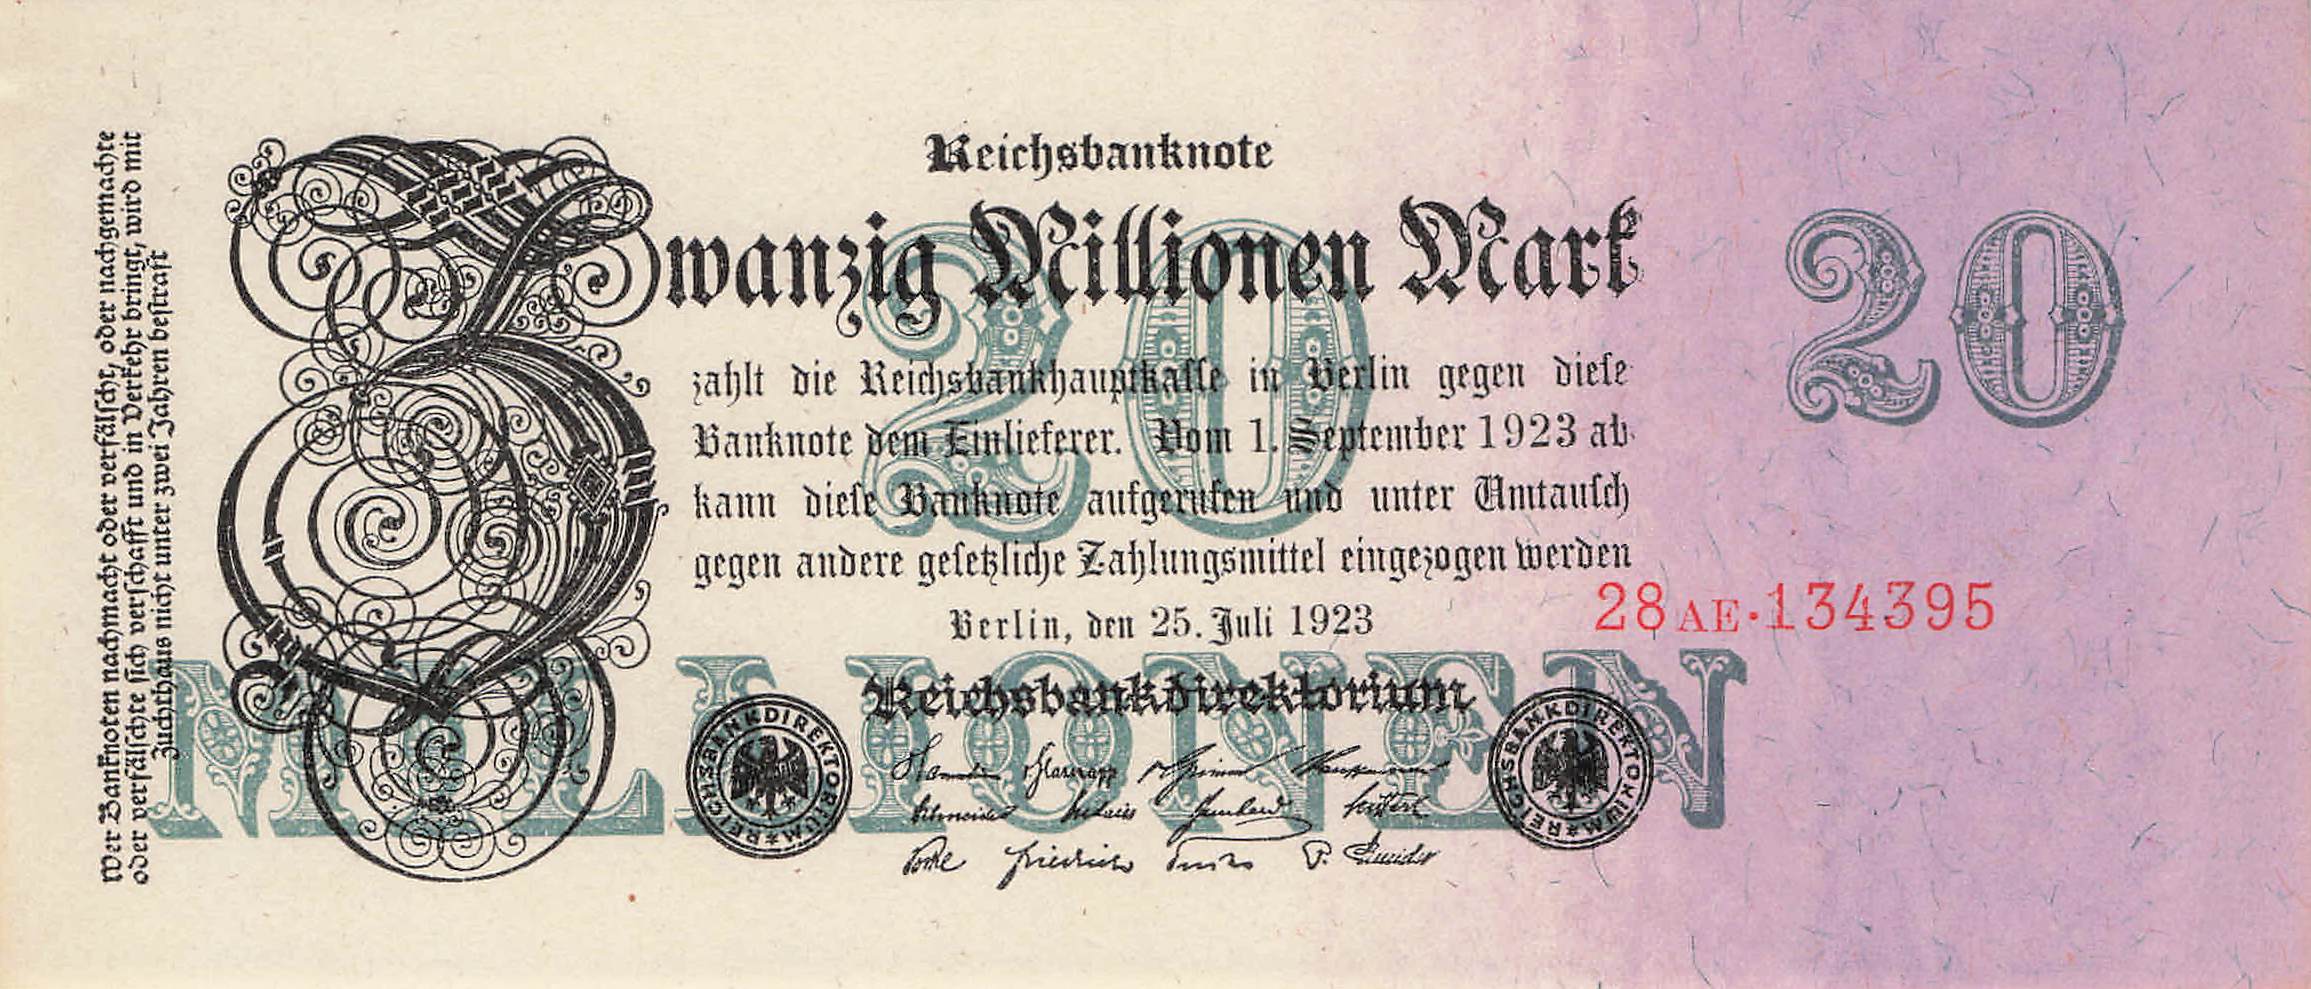 Reichsbanknote
Zwanzig Millionen Mark
20
20
zahlt die Reichsbankhauptkasse in Berlin gegen diese
Banknote dem Einlieferer. Vom 1. September 1923 ab
kann diese Banknote aufgerufen und unter Umtausch
gegen andere gesetzliche Zahlungsmittel eingezogen werden
Berlin, den 25. Juli 1923
28AE·134395
MILLIONEN
Reichsbankdirektorium
REICHSBANKDIREKTORIUM
REICHSBANKDIREKTORIUM
Wer Banknoten nachmacht oder verfälscht, oder nachgemachte
oder verfälschte sich verschafft und in Verkehr bringt, wird mit
Zuchthaus nicht unter zwei Jahren bestraft